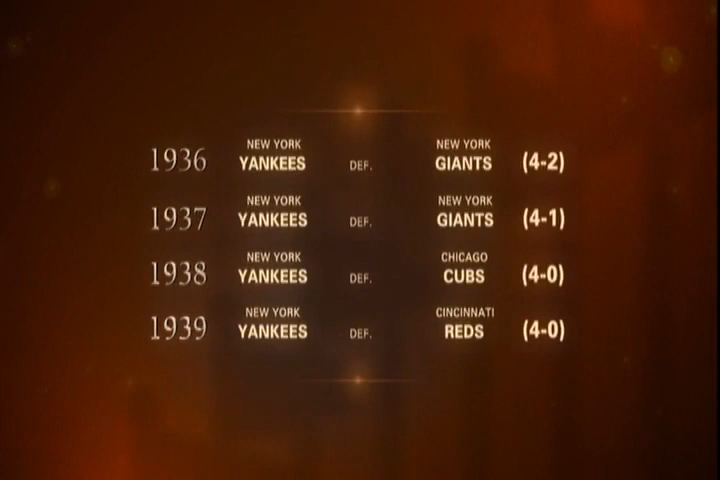 NEW YORK NEW YORK
1936 YANKEES DEF. GIANTS (4-2)
NEW YORK NEW YORK
1937 YANKEES DEF. GIANTS (4-1)
NEW YORK CHICAGO
1938 YANKEES DEF. CUBS (4-0)
NEW YORK CINCINNATI
1939 YANKEES DEF. REDS (4-0)